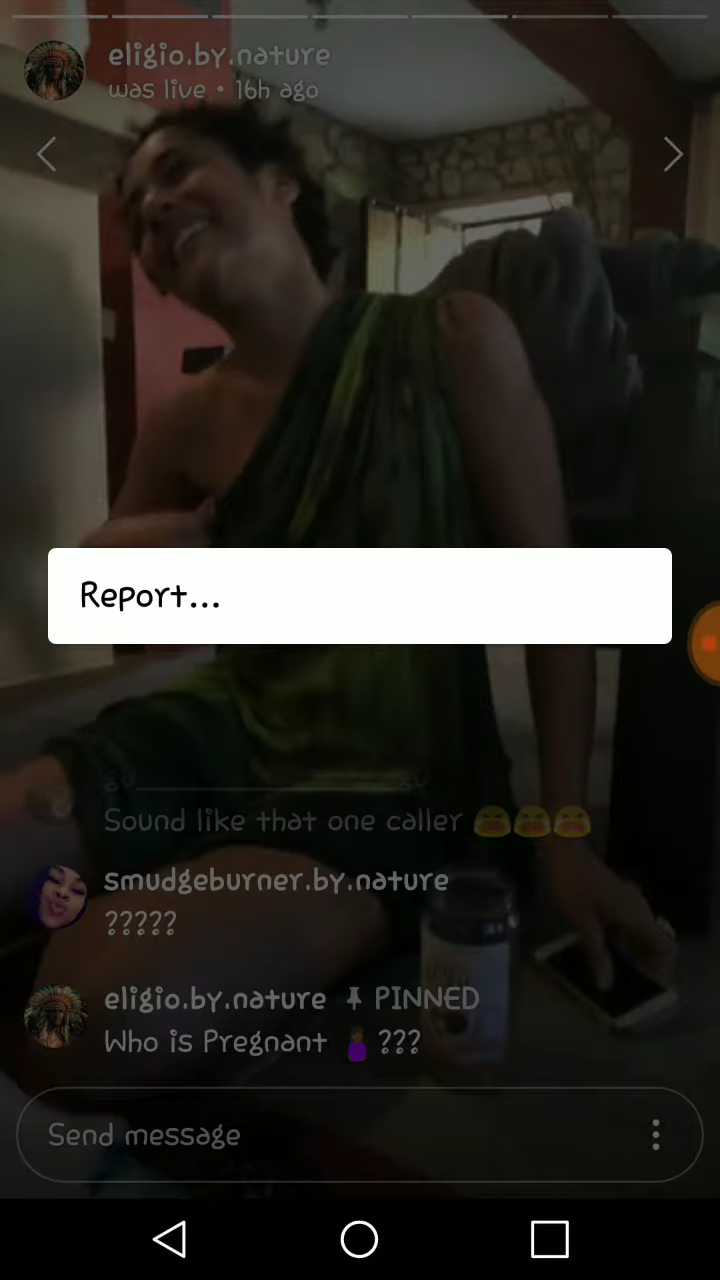 eligio.by.nature
was live • 16h ago
Report...
Sound like that one caller 😷😷😷
smudgeburner.by.nature
?????
eligio.by.nature 📌 PINNED
Who is Pregnant 🤰🏾 ???
Send message